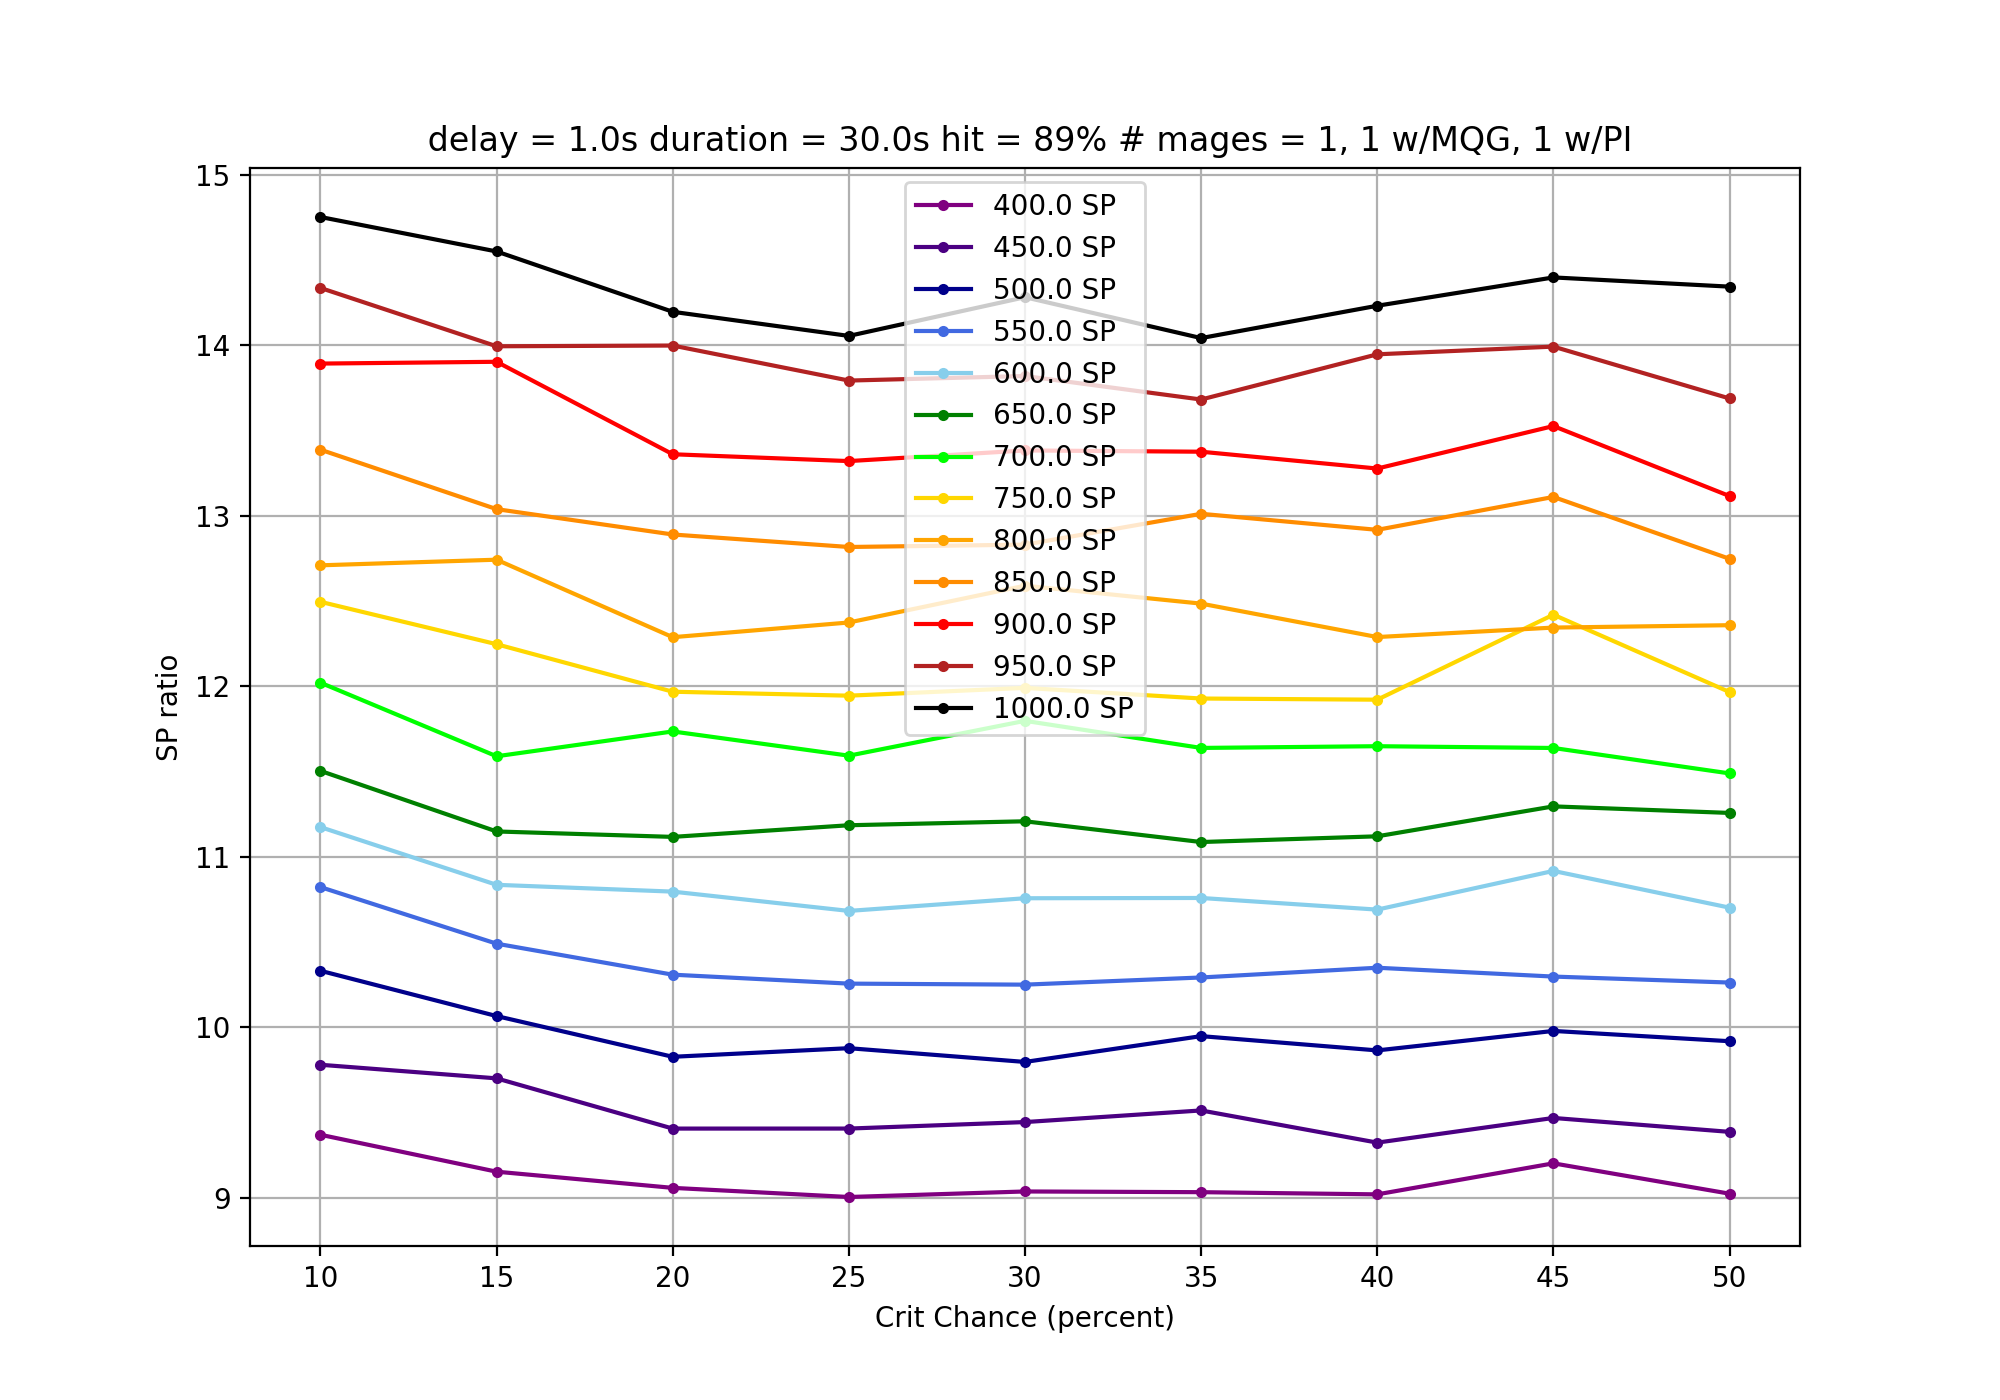 delay = 1.0s duration = 30.0s hit = 89% # mages = 1, 1 w/MQG, 1 w/PI
15
14
13
12
11
10
9
SP ratio
400.0 SP
450.0 SP
500.0 SP
550.0 SP
600.0 SP
650.0 SP
700.0 SP
750.0 SP
800.0 SP
850.0 SP
900.0 SP
950.0 SP
1000.0 SP
10 15 20 25 30 35 40 45 50
Crit Chance (percent)